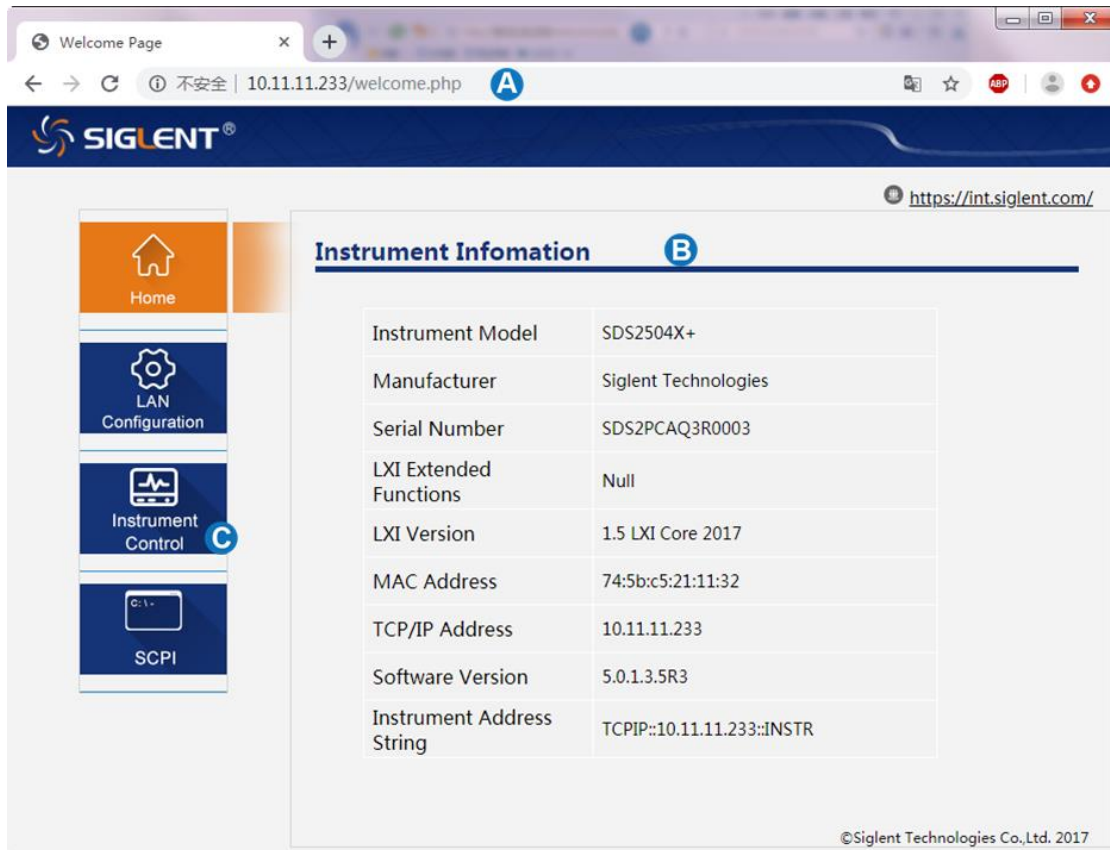 Welcome Page
不安全 | 10.11.11.233/welcome.php A
ABP
SIGLENT®
https://int.siglent.com/
Home
LAN
Configuration
Instrument
Control C
C:\-
SCPI
Instrument Infomation B
Instrument Model SDS2504X+
Manufacturer Siglent Technologies
Serial Number SDS2PCAQ3R0003
LXI Extended
Functions Null
LXI Version 1.5 LXI Core 2017
MAC Address 74:5b:c5:21:11:32
TCP/IP Address 10.11.11.233
Software Version 5.0.1.3.5R3
Instrument Address
String TCPIP::10.11.11.233::INSTR
©Siglent Technologies Co.,Ltd. 2017